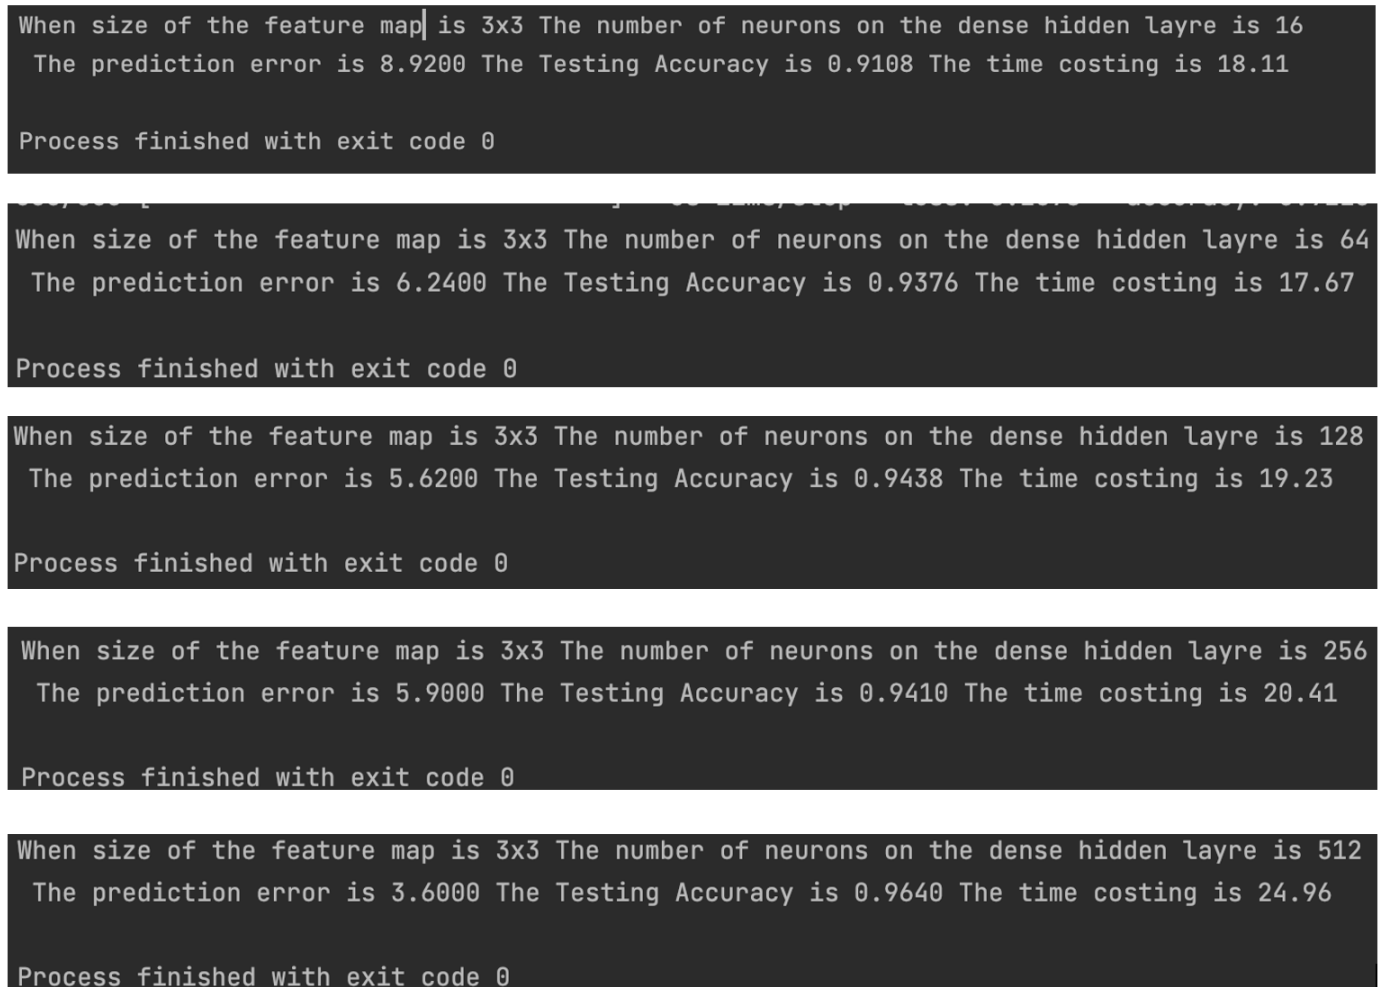 When size of the feature map is 3x3 The number of neurons on the dense hidden layre is 16
The prediction error is 8.9200 The Testing Accuracy is 0.9108 The time costing is 18.11
Process finished with exit code 0
When size of the feature map is 3x3 The number of neurons on the dense hidden layre is 64
The prediction error is 6.2400 The Testing Accuracy is 0.9376 The time costing is 17.67
Process finished with exit code 0
When size of the feature map is 3x3 The number of neurons on the dense hidden layre is 128
The prediction error is 5.6200 The Testing Accuracy is 0.9438 The time costing is 19.23
Process finished with exit code 0
When size of the feature map is 3x3 The number of neurons on the dense hidden layre is 256
The prediction error is 5.9000 The Testing Accuracy is 0.9410 The time costing is 20.41
Process finished with exit code 0
When size of the feature map is 3x3 The number of neurons on the dense hidden layre is 512
The prediction error is 3.6000 The Testing Accuracy is 0.9640 The time costing is 24.96
Process finished with exit code 0